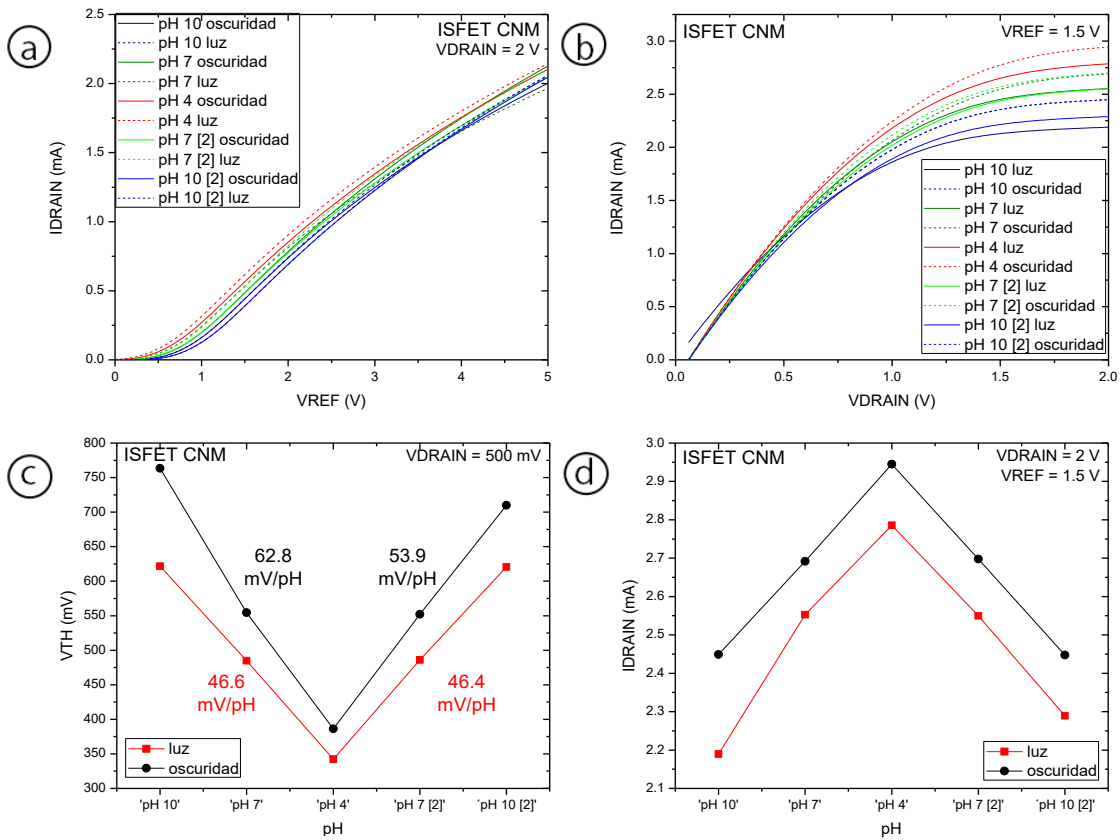 a
ISFET CNM
VDRAIN = 2 V
pH 10 oscuridad
pH 10 luz
pH 7 oscuridad
pH 7 luz
pH 4 oscuridad
pH 4 luz
pH 7 [2] oscuridad
pH 7 [2] luz
pH 10 [2] oscuridad
pH 10 [2] luz
IDRAIN (mA)
2.5
2.0
1.5
1.0
0.5
0.0
0 1 2 3 4 5
VREF (V)
b
ISFET CNM
VREF = 1.5 V
IDRAIN (mA)
3.0
2.5
2.0
1.5
1.0
0.5
0.0
pH 10 luz
pH 10 oscuridad
pH 7 luz
pH 7 oscuridad
pH 4 luz
pH 4 oscuridad
pH 7 [2] luz
pH 7 [2] oscuridad
pH 10 [2] luz
pH 10 [2] oscuridad
0.0 0.5 1.0 1.5 2.0
VDRAIN (V)
c
ISFET CNM
VDRAIN = 500 mV
VTH (mV)
800
750
700
650
600
550
500
450
400
350
300
62.8
mV/pH
53.9
mV/pH
46.6
mV/pH
46.4
mV/pH
luz
oscuridad
'pH 10' 'pH 7' 'pH 4' 'pH 7 [2]' ´pH 10 [2]'
pH
d
ISFET CNM
VDRAIN = 2 V
VREF = 1.5 V
IDRAIN (mA)
3.0
2.9
2.8
2.7
2.6
2.5
2.4
2.3
2.2
2.1
luz
oscuridad
'pH 10' 'pH 7' 'pH 4' 'pH 7 [2]' ´pH 10 [2]'
pH